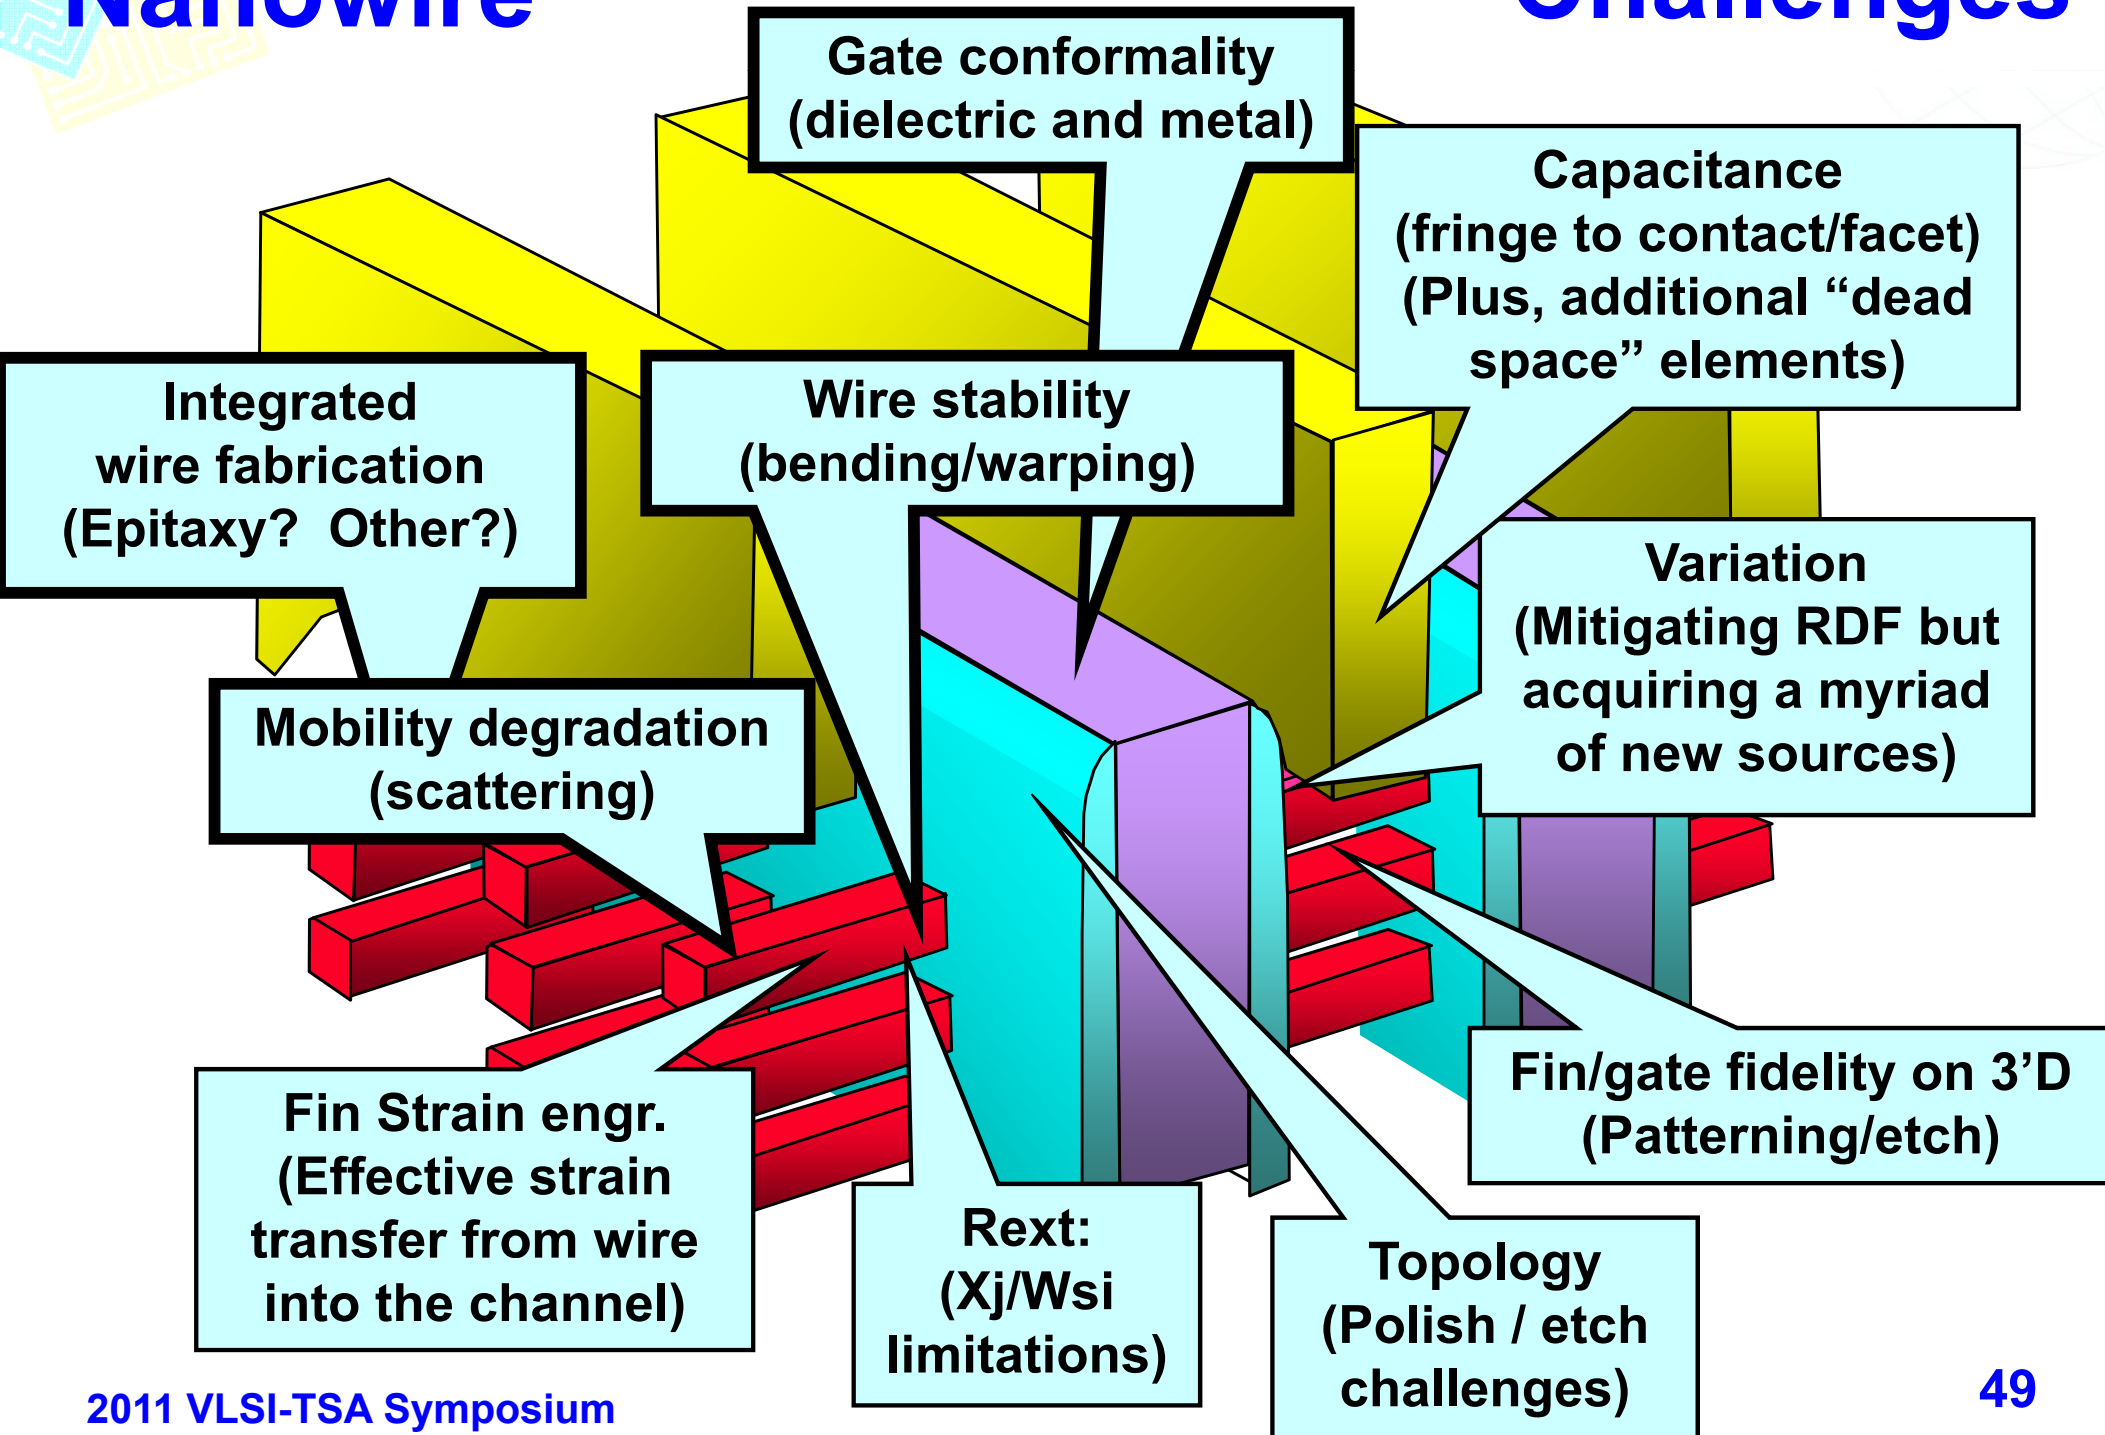 Nanowire Challenges
Gate conformality
(dielectric and metal)
Capacitance
(fringe to contact/facet)
(Plus, additional “dead
space” elements)
Integrated
wire fabrication
(Epitaxy? Other?)
Wire stability
(bending/warping)
Variation
(Mitigating RDF but
acquiring a myriad
of new sources)
Mobility degradation
(scattering)
Fin/gate fidelity on 3’D
(Patterning/etch)
Fin Strain engr.
(Effective strain
transfer from wire
into the channel)
Rext:
(Xj/Wsi
limitations)
Topology
(Polish / etch
challenges)
2011 VLSI-TSA Symposium
49